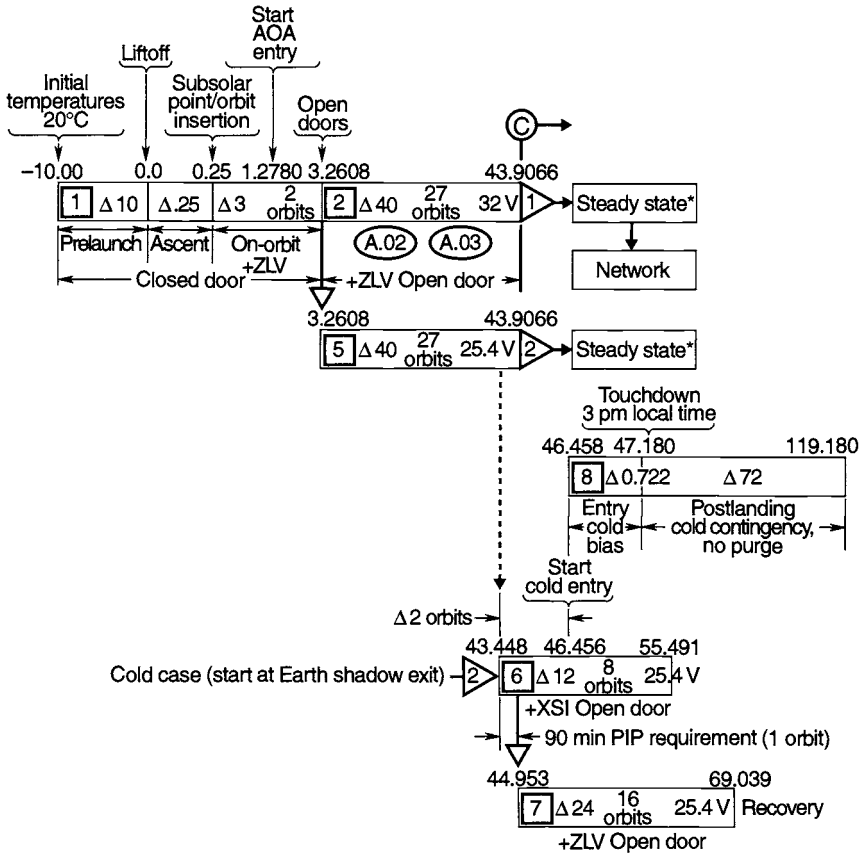 Start
AOA
entry
Liftoff
Initial
temperatures
20°C
Subsolar
point/orbit
insertion
Open
doors
C
−10.00 0.0 0.25 1.2780 3.2608 43.9066
1 Δ 10 Δ.25 Δ3 2 orbits 2 Δ 40 27 orbits 32 V 1 Steady state*
Prelaunch Ascent On-orbit
+ZLV
A.02 A.03
Network
Closed door +ZLV Open door
3.2608 43.9066
5 Δ 40 27 orbits 25.4 V 2 Steady state*
Touchdown
3 pm local time
46.458 47.180 119.180
8 Δ0.722 Δ 72
Entry
cold
bias
Postlanding
cold contingency,
no purge
Start
cold entry
Δ 2 orbits
43.448 46.456 55.491
Cold case (start at Earth shadow exit) 2 6 Δ 12 8 orbits 25.4 V
+XSI Open door
90 min PIP requirement (1 orbit)
44.953 69.039
7 Δ 24 16 orbits 25.4 V Recovery
+ZLV Open door